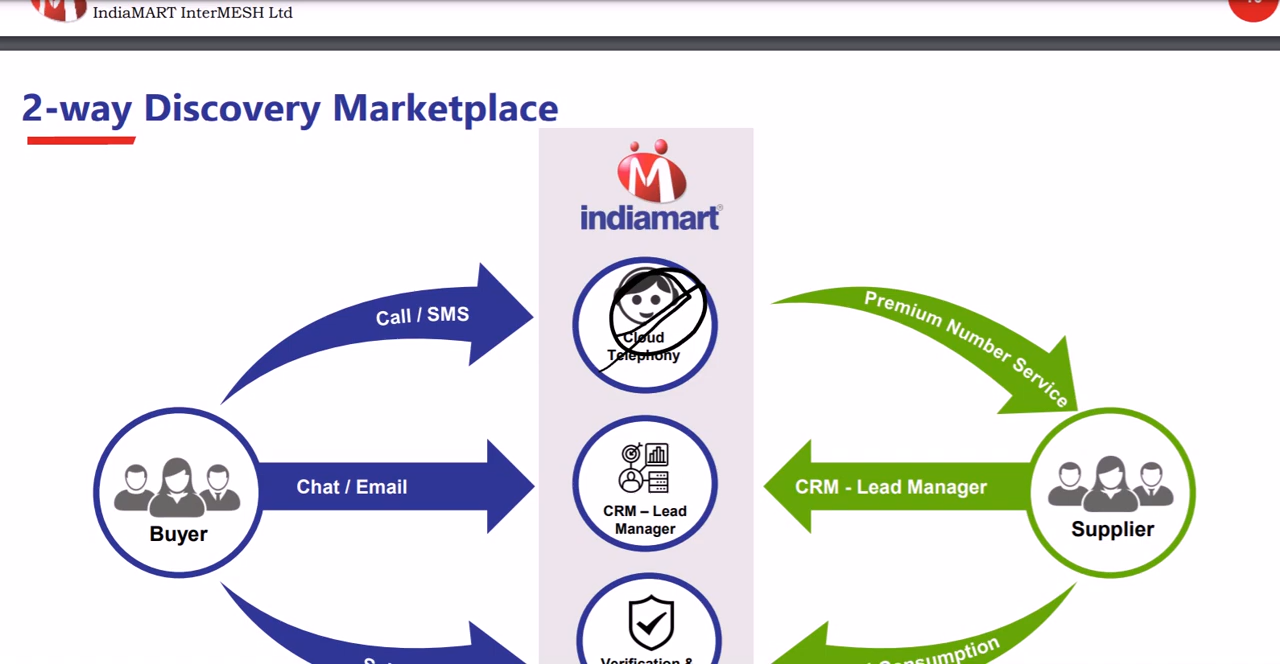 IndiaMART InterMESH Ltd
2-way Discovery Marketplace
indiamart
Call / SMS
Cloud
Telephony
Premium Number Service
Buyer
Chat / Email
CRM – Lead
Manager
CRM - Lead Manager
Supplier
Verification &
Consumption